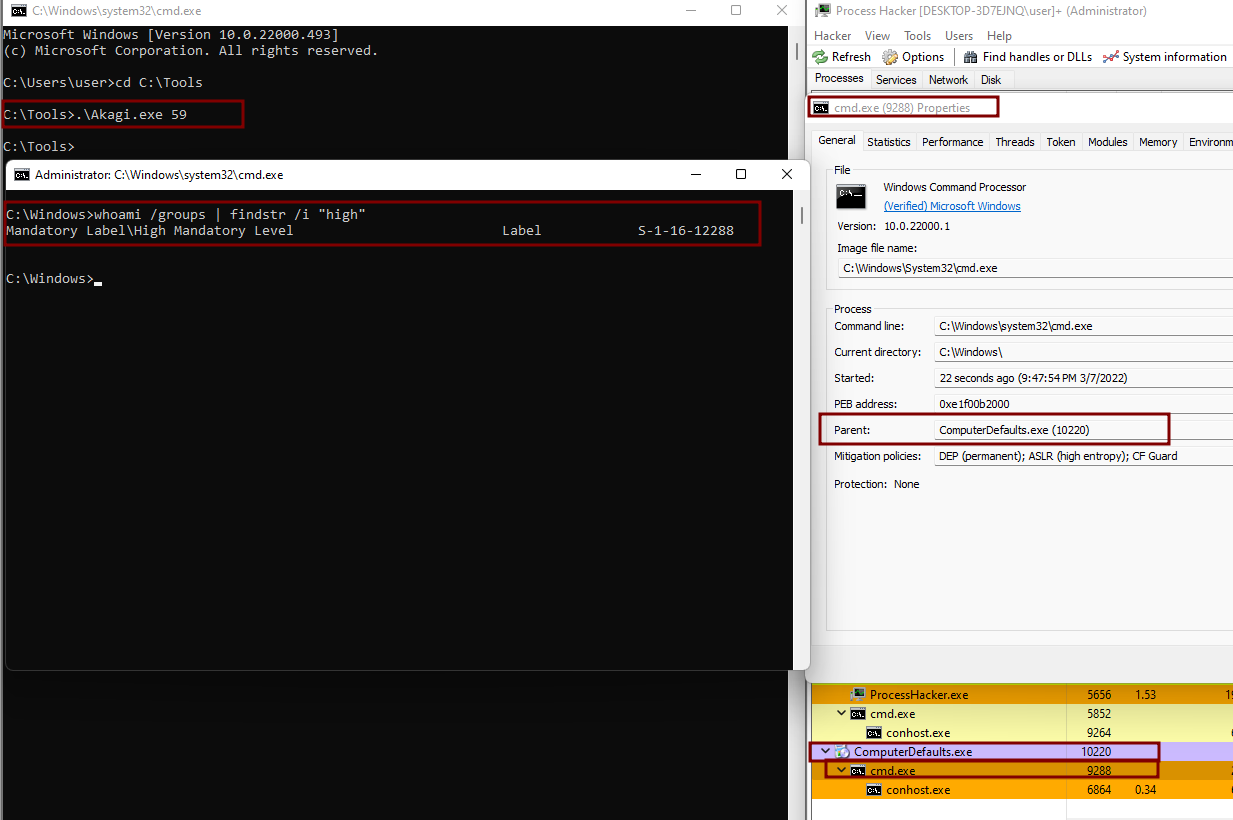 C:\Windows\system32\cmd.exe
Microsoft Windows [Version 10.0.22000.493]
(c) Microsoft Corporation. All rights reserved.
C:\Users\user>cd C:\Tools
C:\Tools>.\Akagi.exe 59
C:\Tools>
Administrator: C:\Windows\system32\cmd.exe
C:\Windows>whoami /groups | findstr /i "high"
Mandatory Label\High Mandatory Level Label S-1-16-12288
C:\Windows>
Process Hacker [DESKTOP-3D7EJNQ\user]+ (Administrator)
Hacker View Tools Users Help
Refresh Options Find handles or DLLs System information
Processes Services Network Disk
cmd.exe (9288) Properties
General Statistics Performance Threads Token Modules Memory Environm
File
Windows Command Processor
(Verified) Microsoft Windows
Version: 10.0.22000.1
Image file name:
C:\Windows\System32\cmd.exe
Process
Command line: C:\Windows\system32\cmd.exe
Current directory: C:\Windows\
Started: 22 seconds ago (9:47:54 PM 3/7/2022)
PEB address: 0xe1f00b2000
Parent: ComputerDefaults.exe (10220)
Mitigation policies: DEP (permanent); ASLR (high entropy); CF Guard
Protection: None
ProcessHacker.exe 5656 1.53
cmd.exe 5852
conhost.exe 9264
ComputerDefaults.exe 10220
cmd.exe 9288
conhost.exe 6864 0.34